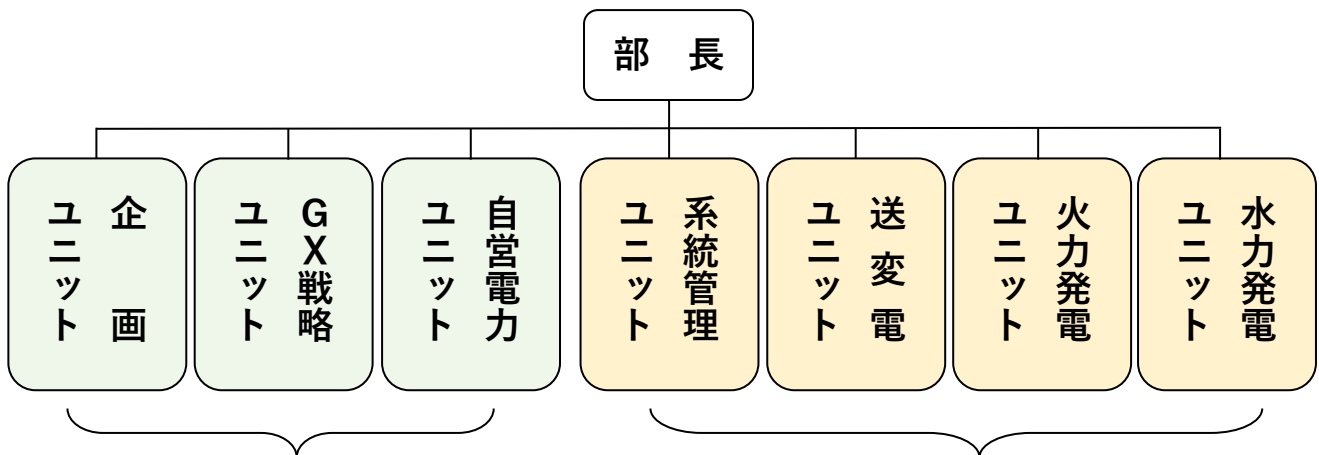 部　長
企　画
ユニット
GX戦略
ユニット
自営電力
ユニット
系統管理
ユニット
送変電
ユニット
火力発電
ユニット
水力発電
ユニット